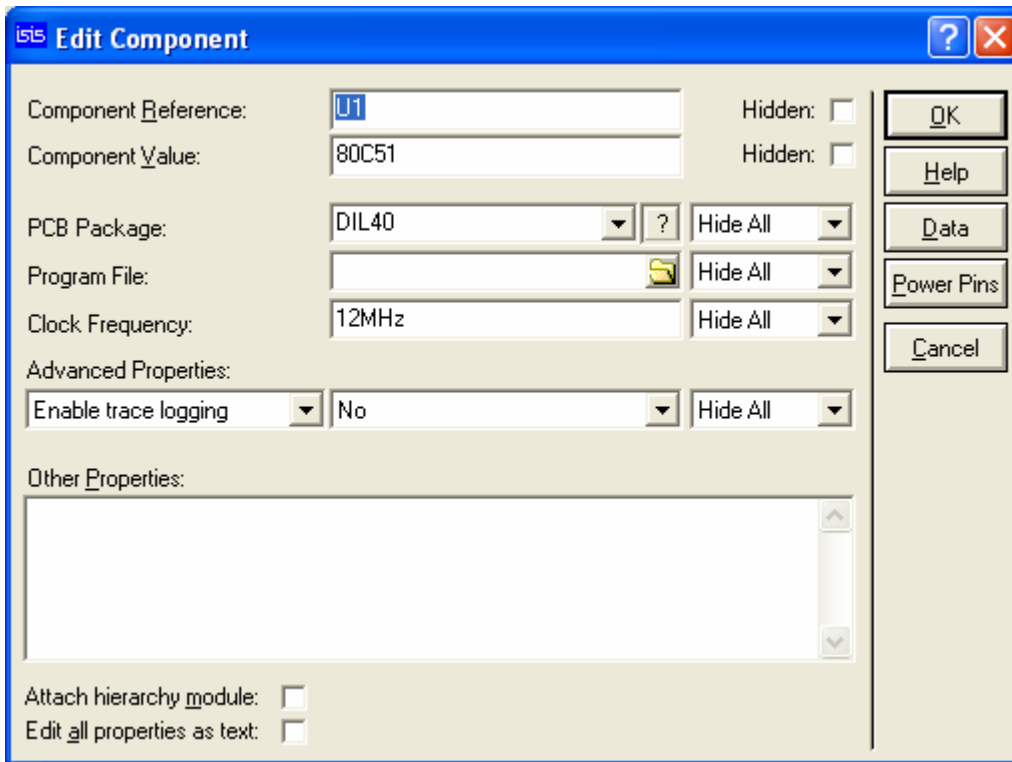 isis Edit Component ?
Component Reference: U1 Hidden: OK
Component Value: 80C51 Hidden: Help
PCB Package: DIL40 ? Hide All Data
Program File: Hide All Power Pins
Clock Frequency: 12MHz Hide All Cancel
Advanced Properties:
Enable trace logging No Hide All
Other Properties:
Attach hierarchy module:
Edit all properties as text: